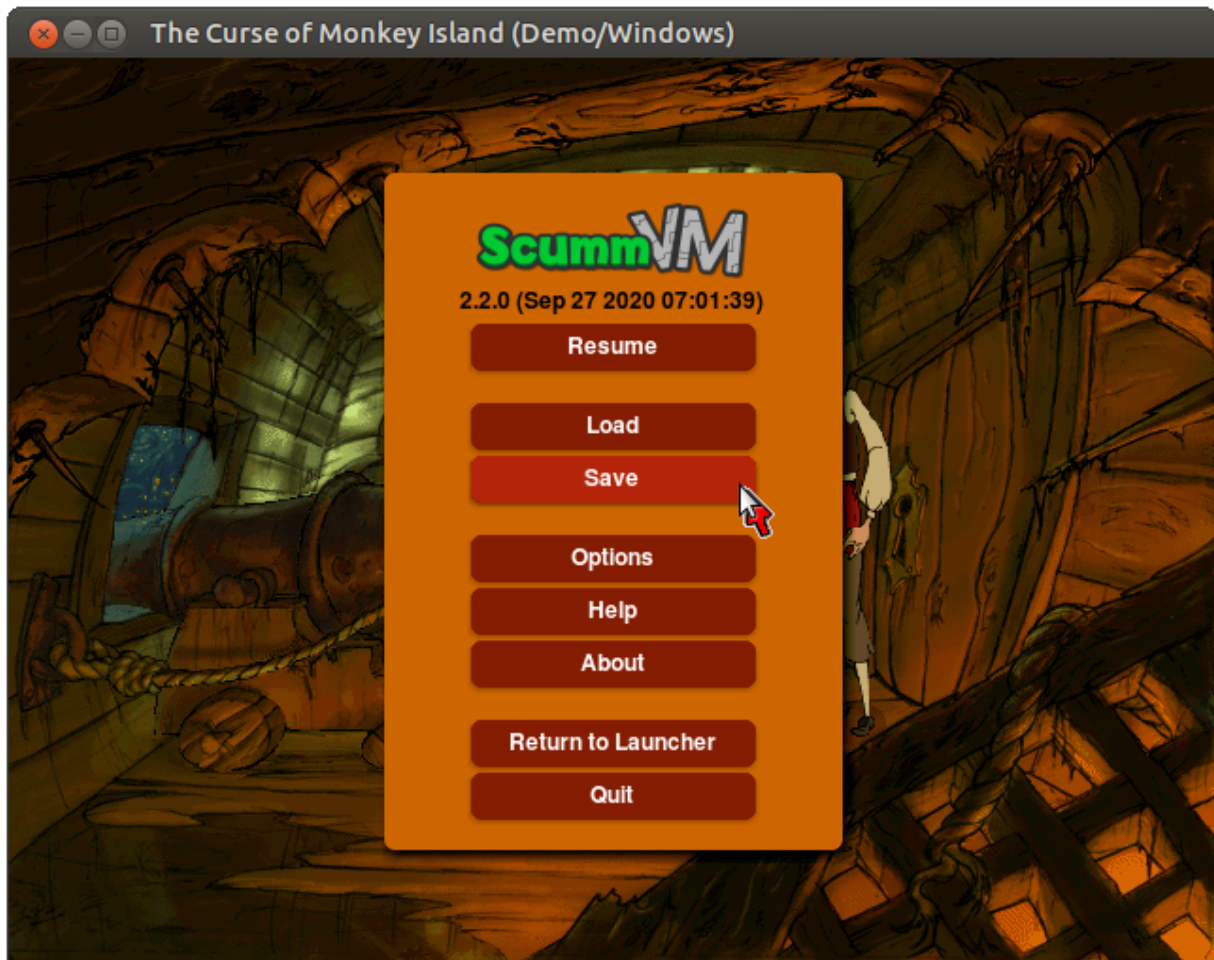 The Curse of Monkey Island (Demo/Windows)
ScummVM
2.2.0 (Sep 27 2020 07:01:39)
Resume
Load
Save
Options
Help
About
Return to Launcher
Quit